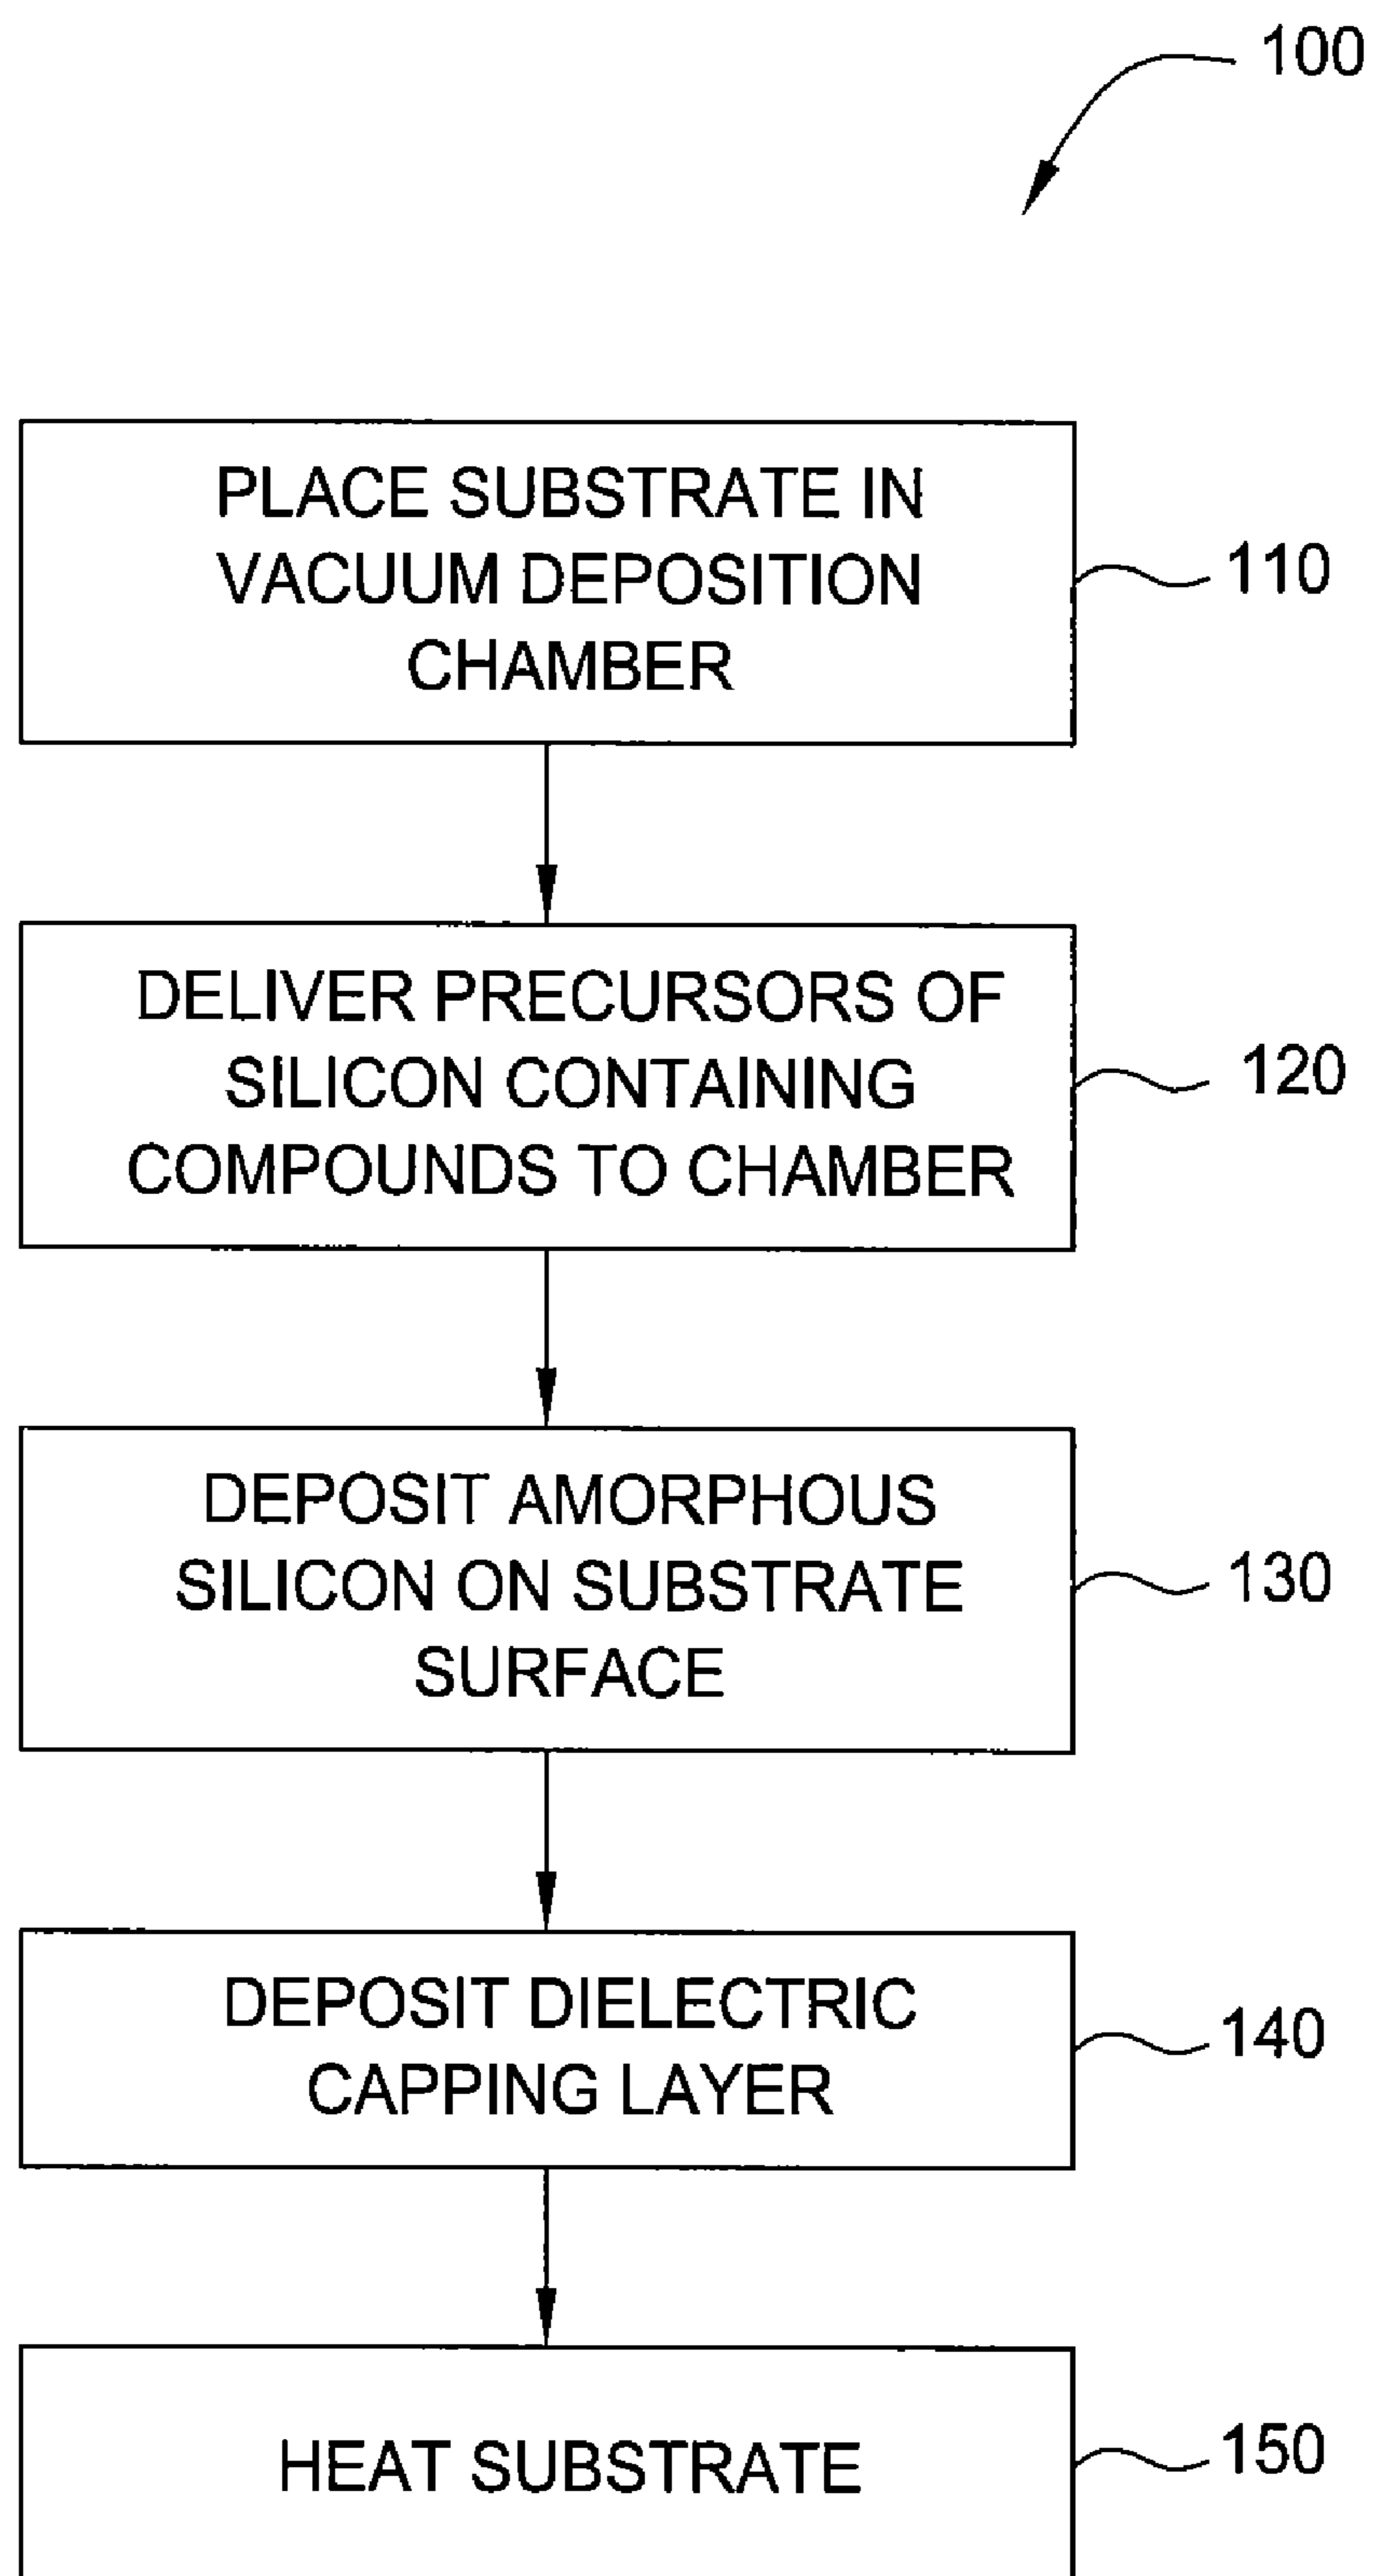 100
PLACE SUBSTRATE IN
VACUUM DEPOSITION
CHAMBER
110
DELIVER PRECURSORS OF
SILICON CONTAINING
COMPOUNDS TO CHAMBER
120
DEPOSIT AMORPHOUS
SILICON ON SUBSTRATE
SURFACE
130
DEPOSIT DIELECTRIC
CAPPING LAYER
140
HEAT SUBSTRATE
150